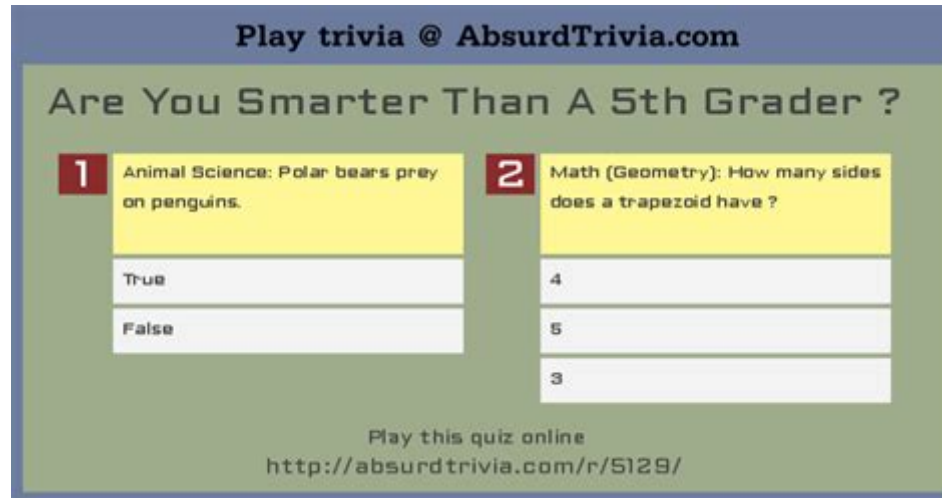 Play trivia @ AbsurdTrivia.com
Are You Smarter Than A 5th Grader ?
1
Animal Science: Polar bears prey
on penguins.
True
False
2
Math (Geometry): How many sides
does a trapezoid have ?
4
5
3
Play this quiz online
http://absurdtrivia.com/r/5129/